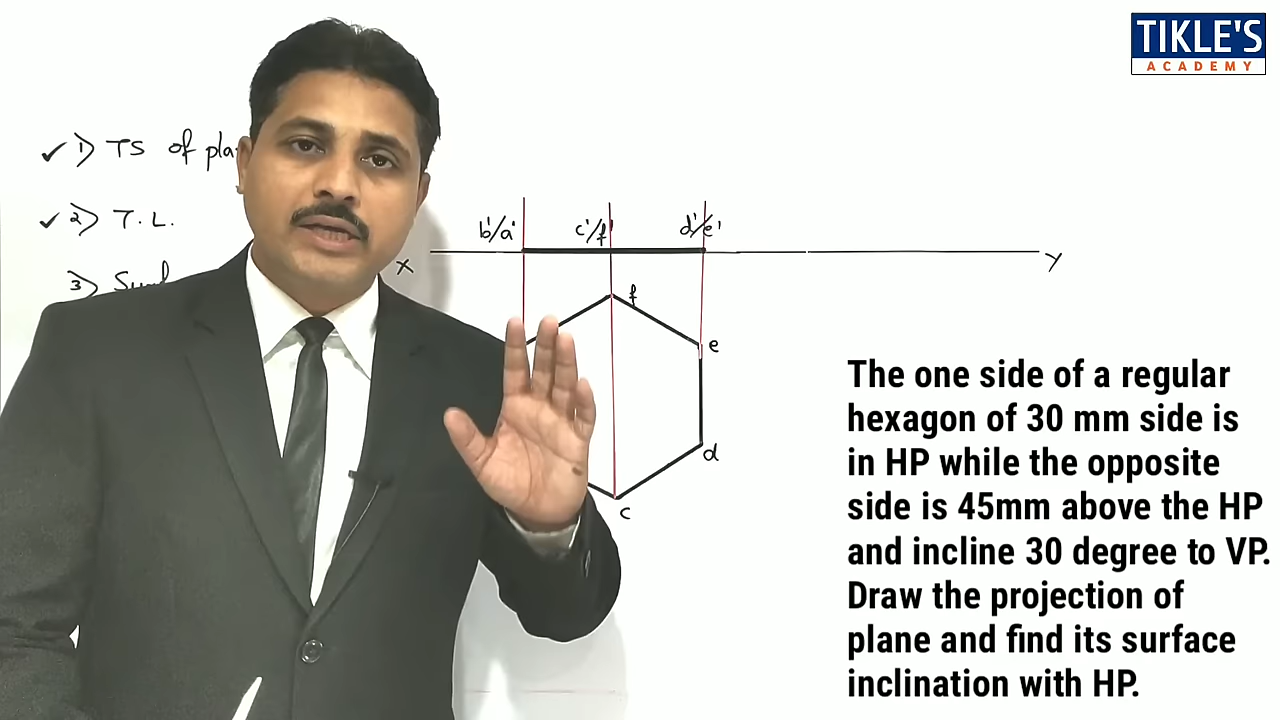 TIKLE'S
ACADEMY
✓ 1) TS of
✓ 2) T.L.
3)
b'/a' c'/f' d'/e'
X Y
f
e
d
c
The one side of a regular
hexagon of 30 mm side is
in HP while the opposite
side is 45mm above the HP
and incline 30 degree to VP.
Draw the projection of
plane and find its surface
inclination with HP.